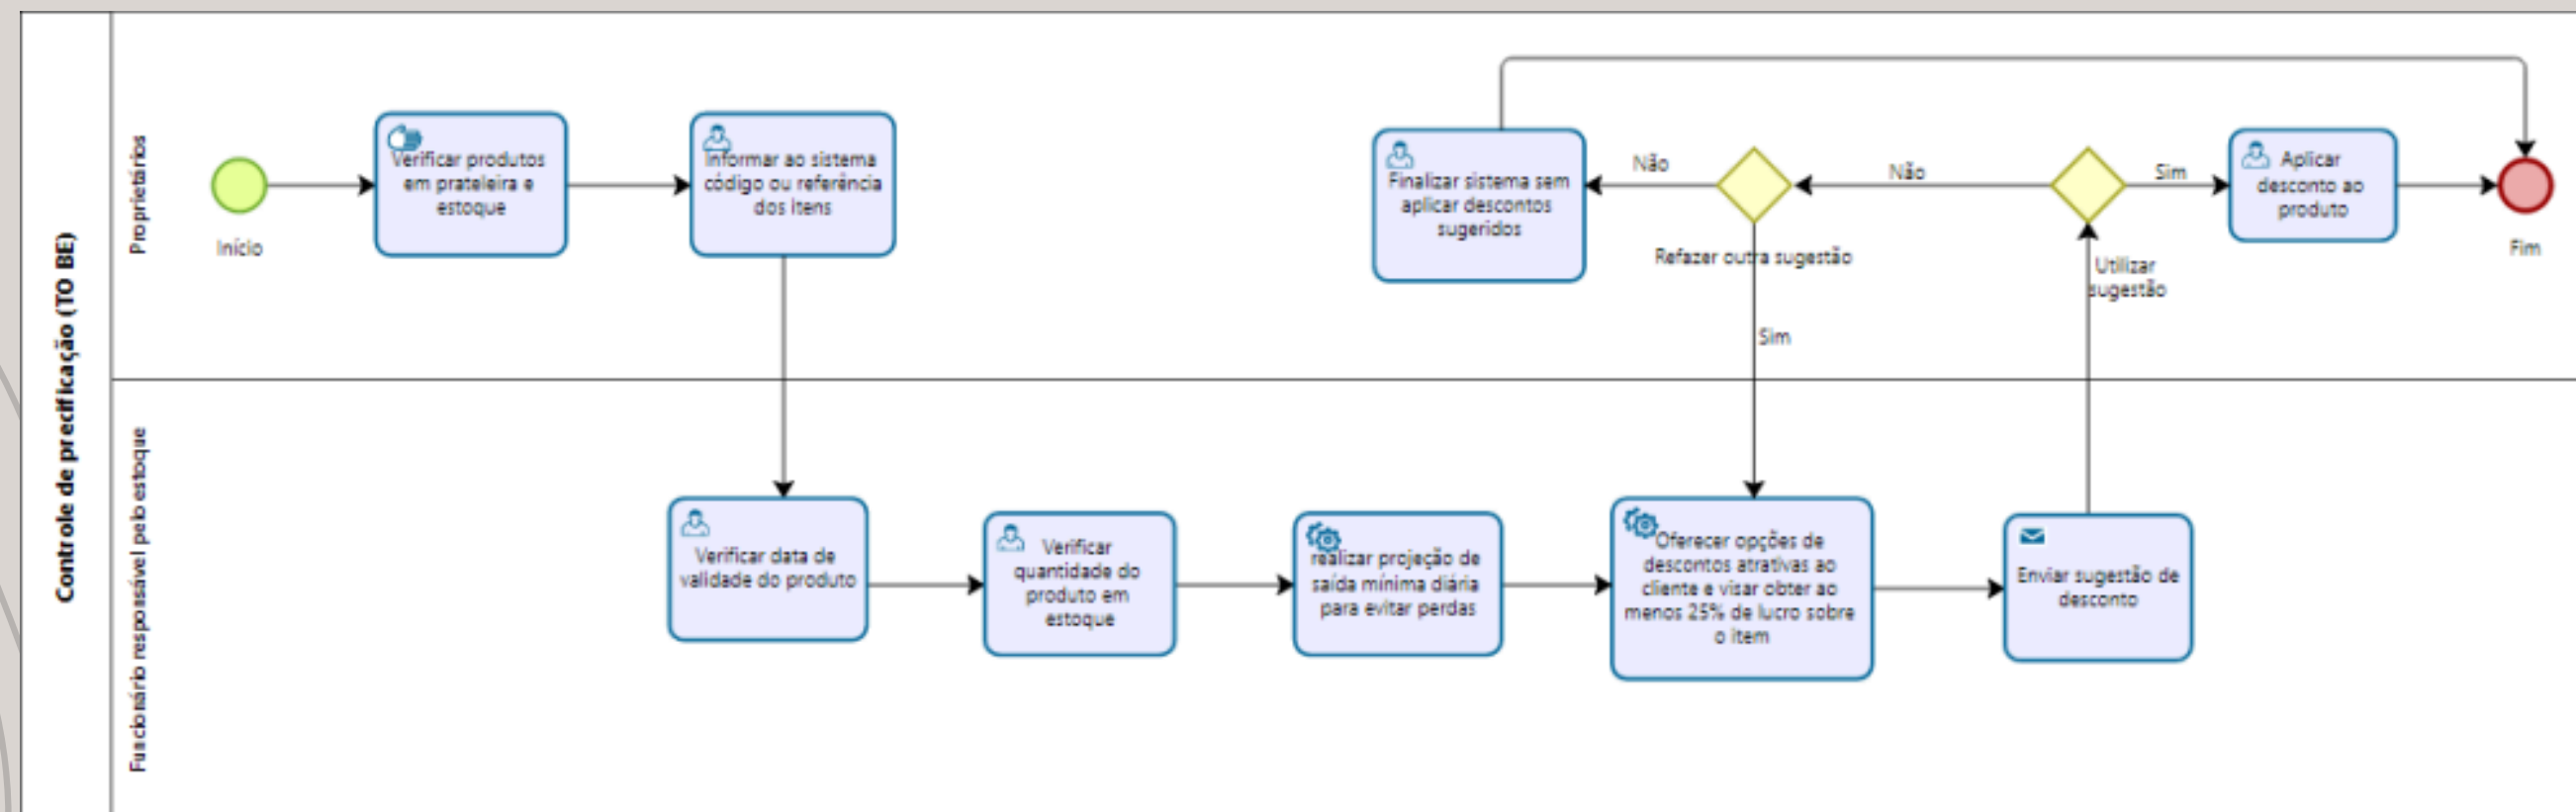 Controle de precificação (TO BE)
Proprietários
Início
Verificar produtos
em prateleira e
estoque
Informar ao sistema
código ou referência
dos itens
Finalizar sistema sem
aplicar descontos
sugeridos
Não
Refazer outra sugestão
Sim
Não
Utilizar
sugestão
Sim
Aplicar
desconto ao
produto
Fim
Funcionário responsável pelo estoque
Verificar data de
validade do produto
Verificar
quantidade do
produto em
estoque
realizar projeção de
saída mínima diária
para evitar perdas
Oferecer opções de
descontos atrativas ao
cliente e visar obter ao
menos 25% de lucro sobre
o item
Enviar sugestão de
desconto